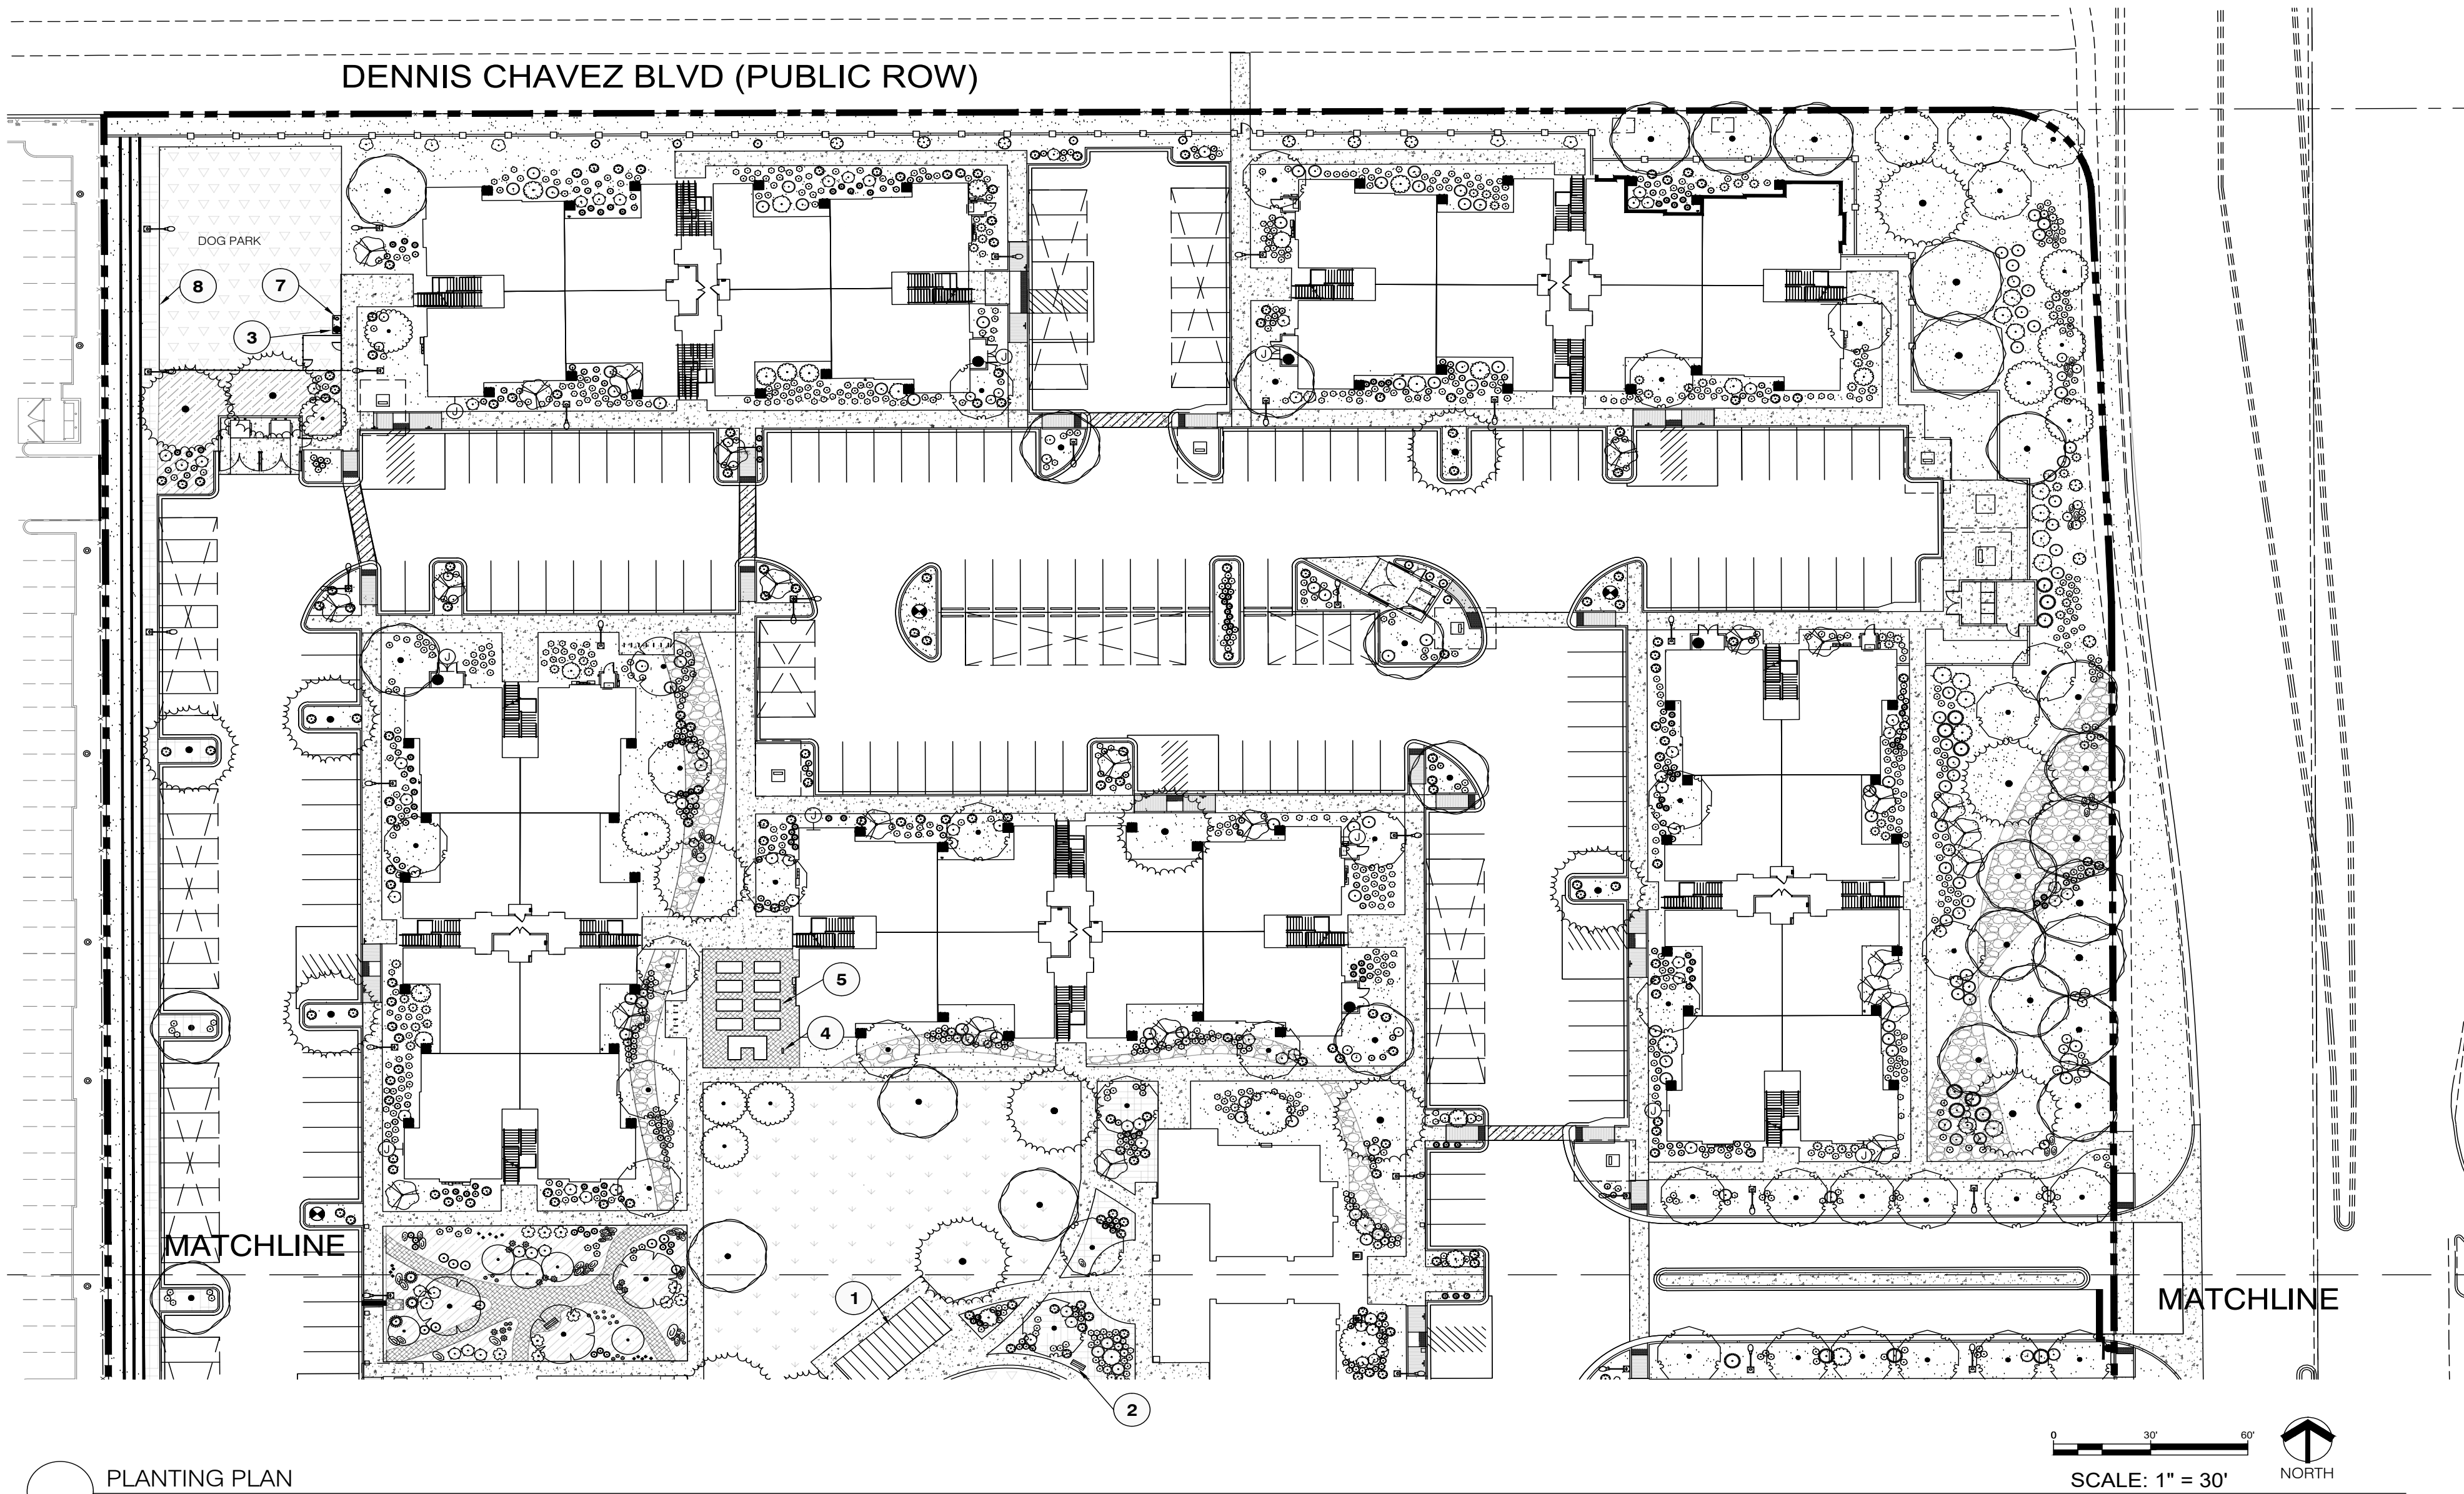 DENNIS CHAVEZ BLVD (PUBLIC ROW)
DOG PARK
8
7
3
J
J
J
J
J
J
5
4
J
J
J
MATCHLINE
1
MATCHLINE
2
0 30' 60'
SCALE: 1" = 30'
NORTH
PLANTING PLAN